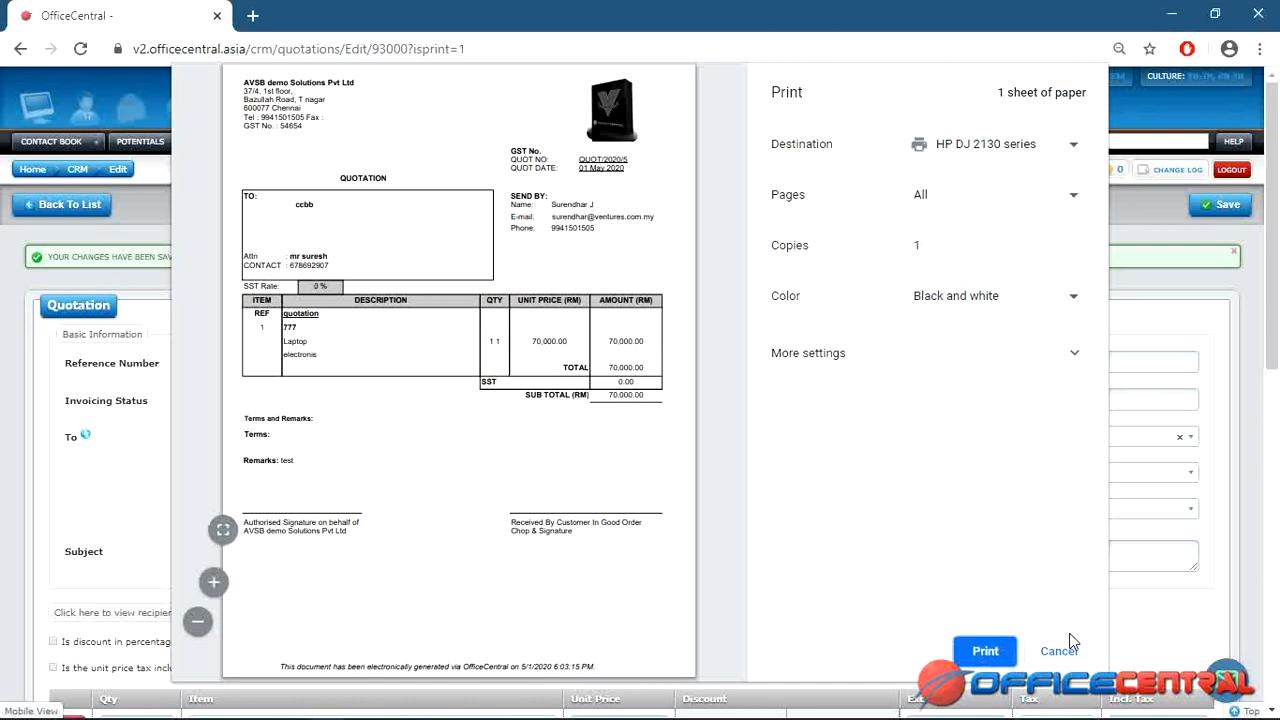 OfficeCentral -
v2.officecentral.asia/crm/quotations/Edit/93000?isprint=1
CULTURE:
CONTACT BOOK
POTENTIALS
HELP
Home
CRM
Edit
0
CHANGE LOG
LOGOUT
Back To List
Save
YOUR CHANGES HAVE BEEN SAV
Quotation
Basic Information
Reference Number
Invoicing Status
To
Subject
Click here to view recipie
Is discount in percentag
Is the unit price tax inclu
AVSB demo Solutions Pvt Ltd
37/4, 1st floor,
Bazullah Road, T nagar
600077 Chennai
Tel : 9941501505 Fax :
GST No. : 54654
GST No.
QUOT NO: QUOT/2020/5
QUOT DATE: 01 May 2020
QUOTATION
TO:
ccbb
Attn : mr suresh
CONTACT : 678692907
SEND BY:
Name: Surendhar J
E-mail. surendhar@ventures.com.my
Phone: 9941501505
SST Rate: 0 %
ITEM DESCRIPTION QTY UNIT PRICE (RM) AMOUNT (RM)
REF quotation
1 777
Laptop 1 1 70,000.00 70,000.00
electronis
TOTAL 70,000.00
SST 0.00
SUB TOTAL (RM) 70.000.00
Terms and Remarks:
Terms:
Remarks: test
Authorised Signature on behalf of
AVSB demo Solutions Pvt Ltd
Received By Customer In Good Order
Chop & Signature
This document has been electronically generated via OfficeCentral on 5/1/2020 6:03:15 PM.
Print
1 sheet of paper
Destination HP DJ 2130 series
Pages All
Copies 1
Color Black and white
More settings
Print
Cancel
OFFICECENTRAL
Qty Item Unit Price Discount Tax Incls Tax
Mobile View
Top